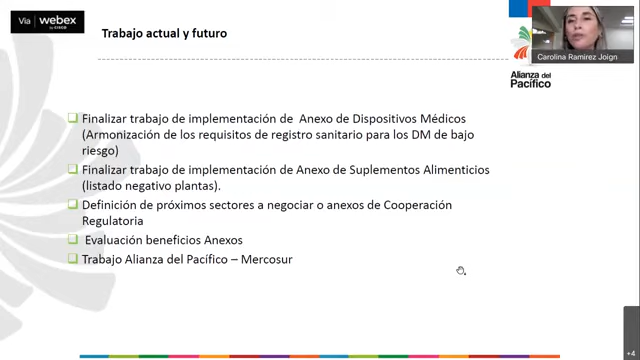 Via webex
by CISCO
Trabajo actual y futuro
Carolina Ramirez Joign
Alianza del
Pacífico
Finalizar trabajo de implementación de Anexo de Dispositivos Médicos
(Armonización de los requisitos de registro sanitario para los DM de bajo
riesgo)
Finalizar trabajo de implementación de Anexo de Suplementos Alimenticios
(listado negativo plantas).
Definición de próximos sectores a negociar o anexos de Cooperación
Regulatoria
Evaluación beneficios Anexos
Trabajo Alianza del Pacífico – Mercosur
+4